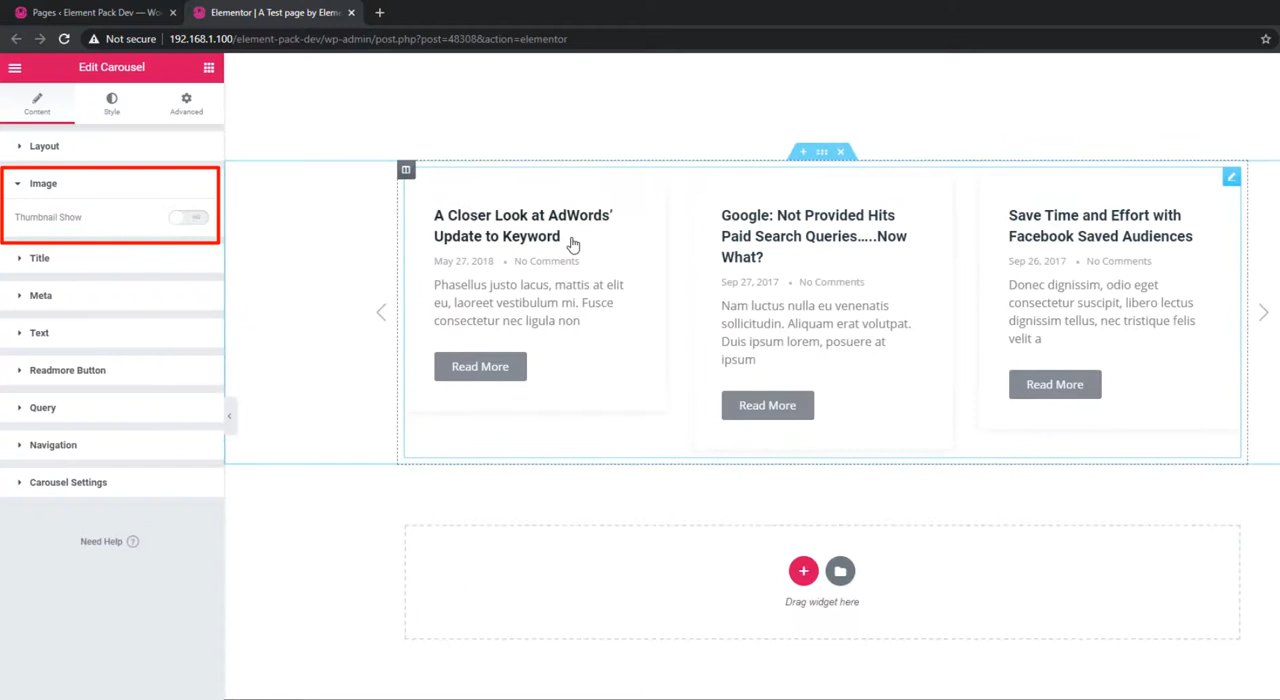 Pages ‹ Element Pack Dev — Wo
Elementor | A Test page by Eleme
Not secure
192.168.1.100/element-pack-dev/wp-admin/post.php?post=48308&action=elementor
Edit Carousel
Content
Style
Advanced
Layout
Image
Thumbnail Show
Title
Meta
Text
Readmore Button
Query
Navigation
Carousel Settings
Need Help
A Closer Look at AdWords’
Update to Keyword
May 27, 2018 • No Comments
Phasellus justo lacus, mattis at elit
eu, laoreet vestibulum mi. Fusce
consectetur nec ligula non
Read More
Google: Not Provided Hits
Paid Search Queries…..Now
What?
Sep 27, 2017 • No Comments
Nam luctus nulla eu venenatis
sollicitudin. Aliquam erat volutpat.
Duis ipsum lorem, posuere at
ipsum
Read More
Save Time and Effort with
Facebook Saved Audiences
Sep 26, 2017 • No Comments
Donec dignissim, odio eget
consectetur suscipit, libero lectus
dignissim tellus, nec tristique felis
velit a
Read More
Drag widget here